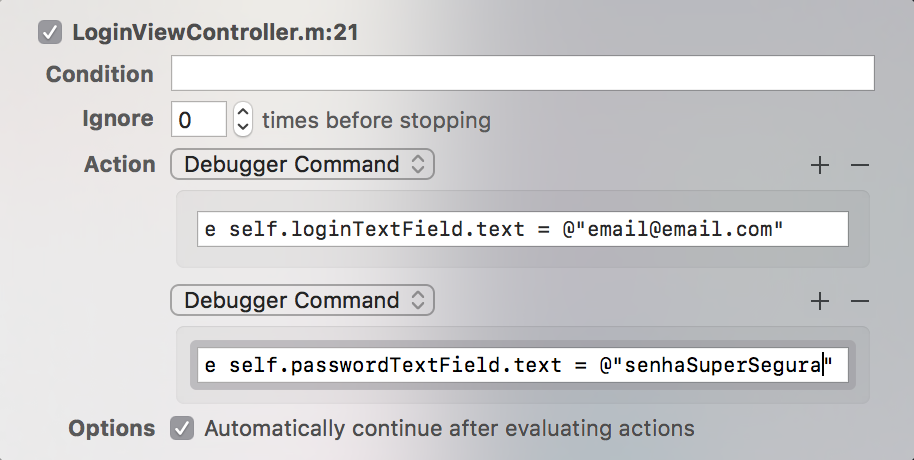 LoginViewController.m:21
Condition
Ignore 0 times before stopping
Action Debugger Command
e self.loginTextField.text = @"email@email.com"
Debugger Command
e self.passwordTextField.text = @"senhaSuperSegura"
Options Automatically continue after evaluating actions